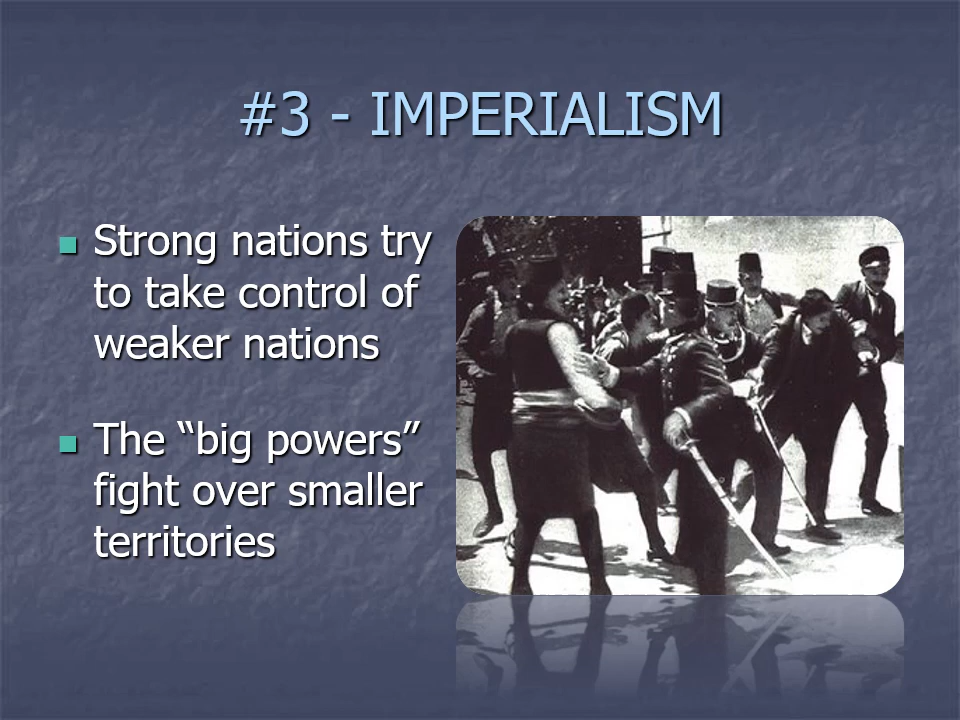 #3 - IMPERIALISM
Strong nations try
to take control of
weaker nations
The “big powers”
fight over smaller
territories